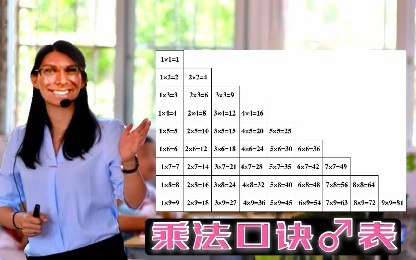 1×1=1
1×2=2 2×2=4
1×3=3 2×3=6 3×3=9
1×4=4 2×4=8 3×4=12 4×4=16
1×5=5 2×5=10 3×5=15 4×5=20 5×5=25
1×6=6 2×6=12 3×6=18 4×6=24 5×6=30 6×6=36
1×7=7 2×7=14 3×7=21 4×7=28 5×7=35 6×7=42 7×7=49
1×8=8 2×8=16 3×8=24 4×8=32 5×8=40 6×8=48 7×8=56 8×8=64
1×9=9 2×9=18 3×9=27 4×9=36 5×9=45 6×9=54 7×9=63 8×9=72 9×9=81
乘法口诀♂表